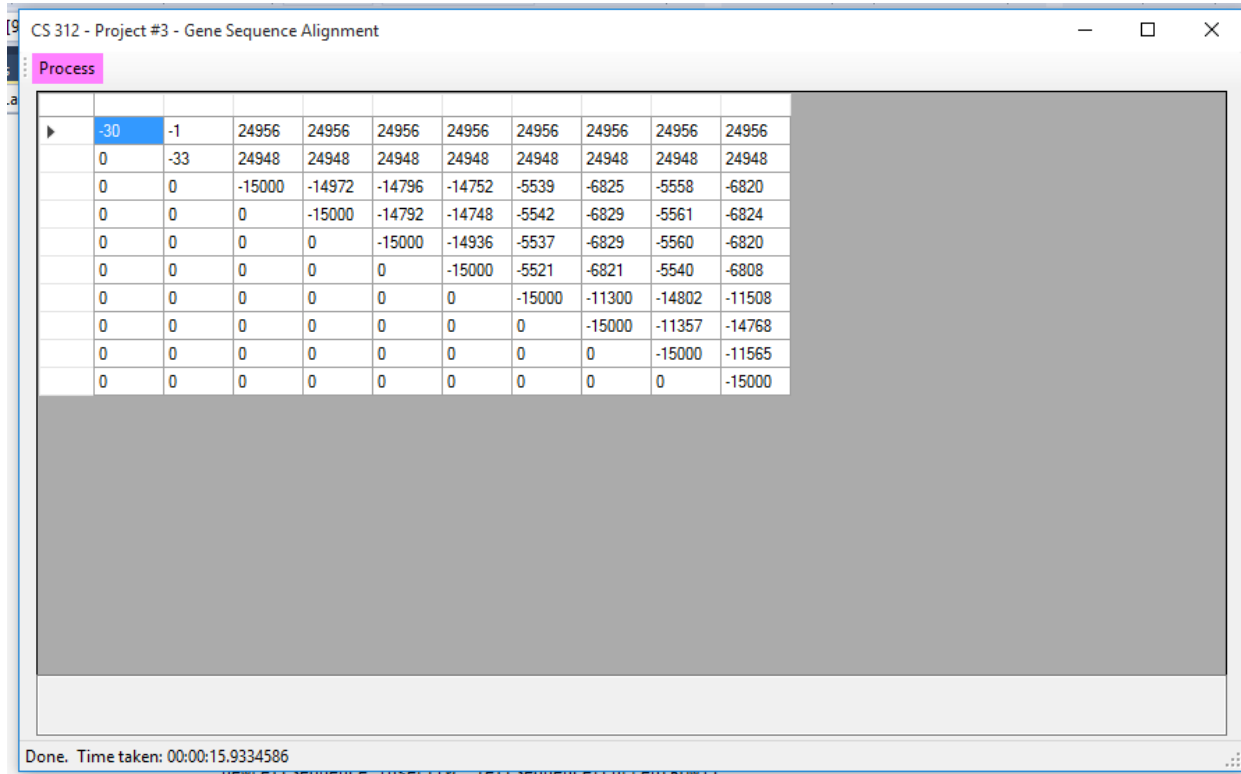 CS 312 - Project #3 - Gene Sequence Alignment
Process
-30 -1 24956 24956 24956 24956 24956 24956 24956 24956
0 -33 24948 24948 24948 24948 24948 24948 24948 24948
0 0 -15000 -14972 -14796 -14752 -5539 -6825 -5558 -6820
0 0 0 -15000 -14792 -14748 -5542 -6829 -5561 -6824
0 0 0 0 -15000 -14936 -5537 -6829 -5560 -6820
0 0 0 0 0 -15000 -5521 -6821 -5540 -6808
0 0 0 0 0 0 -15000 -11300 -14802 -11508
0 0 0 0 0 0 0 -15000 -11357 -14768
0 0 0 0 0 0 0 0 -15000 -11565
0 0 0 0 0 0 0 0 0 -15000
Done. Time taken: 00:00:15.9334586